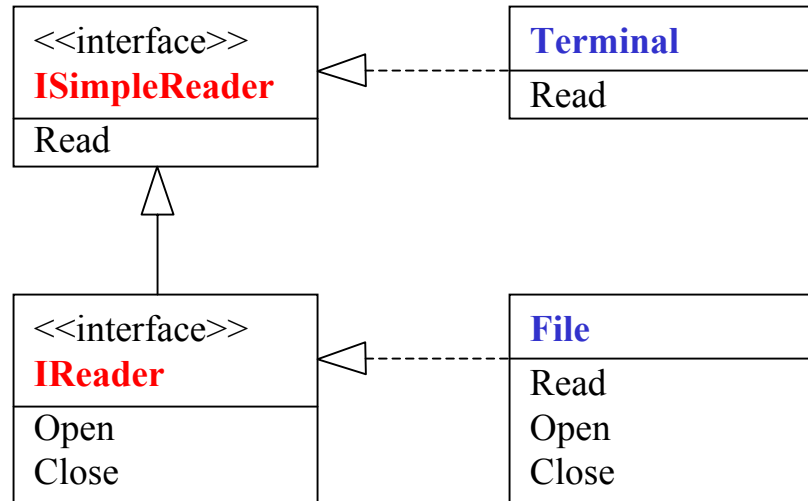 <<interface>>
ISimpleReader
Read
Terminal
Read
<<interface>>
IReader
Open
Close
File
Read
Open
Close